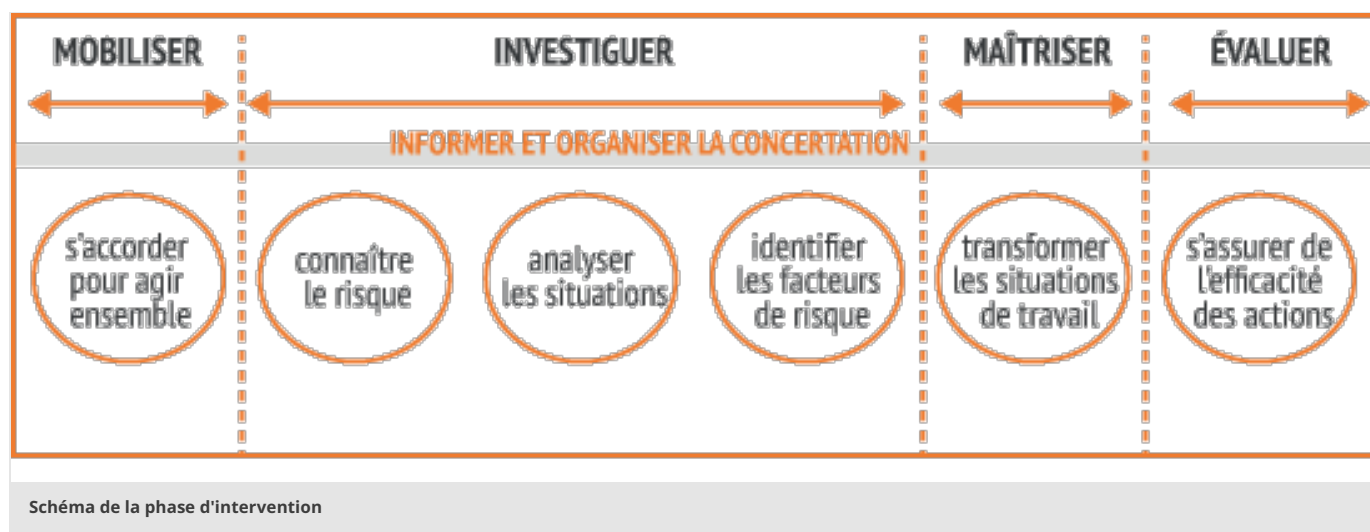 MOBILISER
INVESTIGUER
MAÎTRISER
ÉVALUER
INFORMER ET ORGANISER LA CONCERTATION
s'accorder
pour agir
ensemble
connaître
le risque
analyser
les situations
identifier
les facteurs
de risque
transformer
les situations
de travail
s'assurer de
l'efficacité
des actions
Schéma de la phase d'intervention